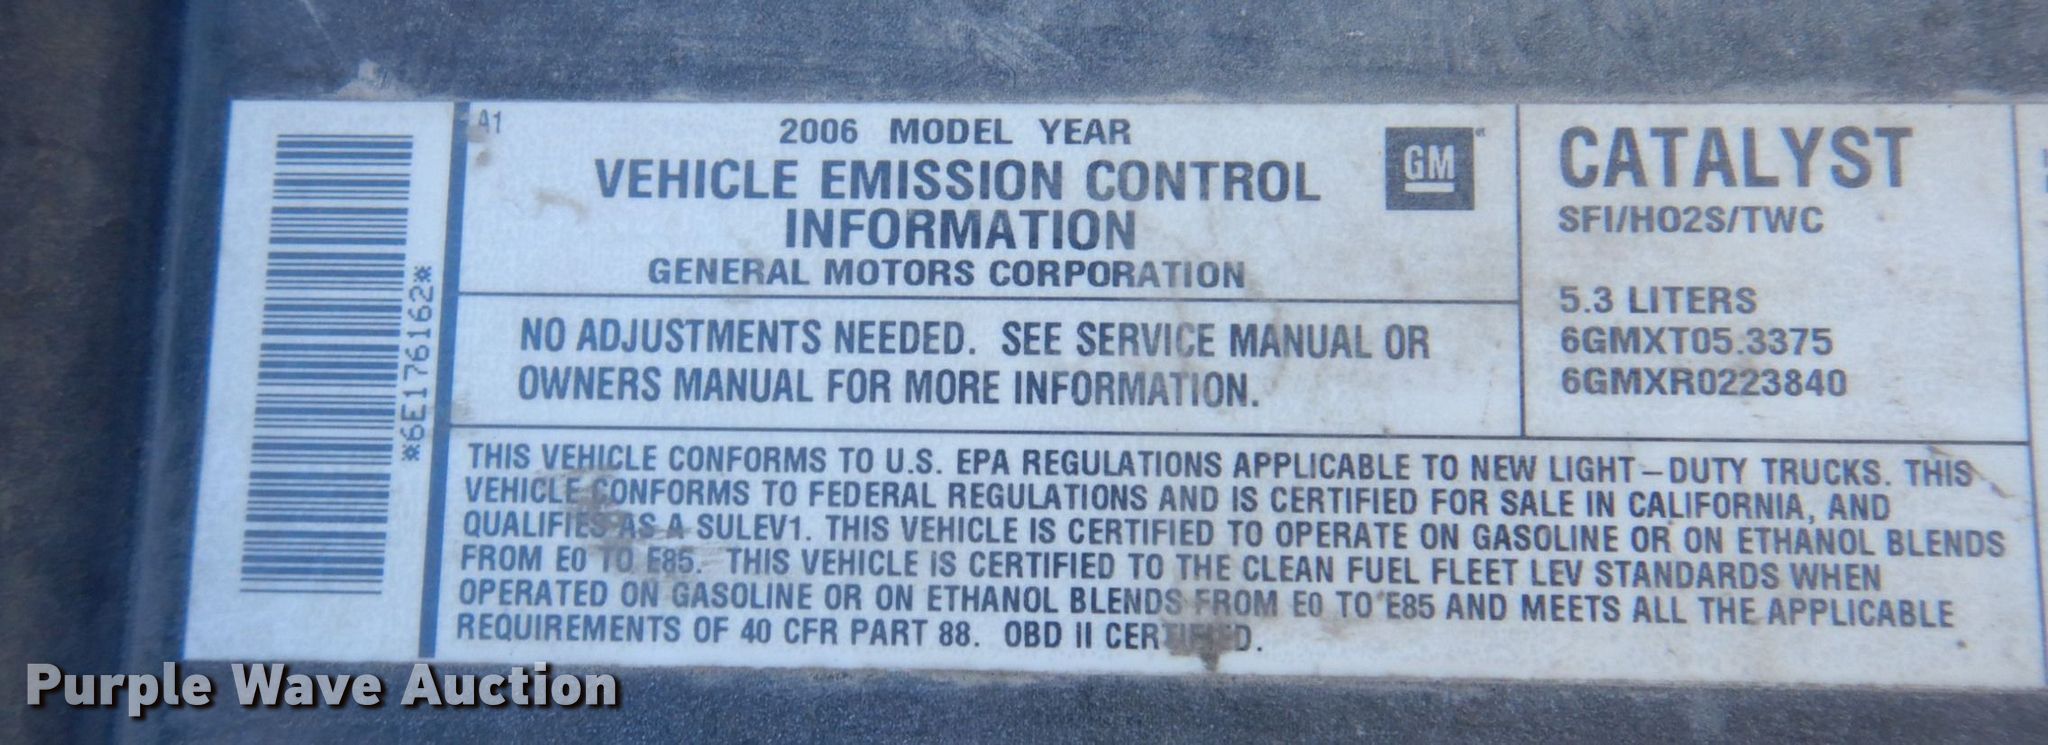 *6E176162*
A1
2006 MODEL YEAR
VEHICLE EMISSION CONTROL
INFORMATION
GENERAL MOTORS CORPORATION
GM
NO ADJUSTMENTS NEEDED. SEE SERVICE MANUAL OR
OWNERS MANUAL FOR MORE INFORMATION.
CATALYST
SFI/HO2S/TWC
5.3 LITERS
6GMXT05.3375
6GMXR0223840
THIS VEHICLE CONFORMS TO U.S. EPA REGULATIONS APPLICABLE TO NEW LIGHT-DUTY TRUCKS. THIS
VEHICLE CONFORMS TO FEDERAL REGULATIONS AND IS CERTIFIED FOR SALE IN CALIFORNIA, AND
QUALIFIES AS A SULEV1. THIS VEHICLE IS CERTIFIED TO OPERATE ON GASOLINE OR ON ETHANOL BLENDS
FROM E0 TO E85. THIS VEHICLE IS CERTIFIED TO THE CLEAN FUEL FLEET LEV STANDARDS WHEN
OPERATED ON GASOLINE OR ON ETHANOL BLENDS FROM E0 TO E85 AND MEETS ALL THE APPLICABLE
REQUIREMENTS OF 40 CFR PART 88. OBD II CERTIFIED.
Purple Wave Auction